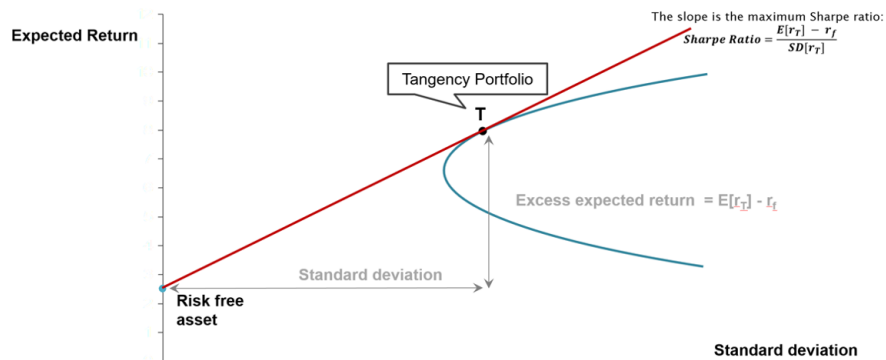 The slope is the maximum Sharpe ratio:
Sharpe Ratio = E[r_T] − r_f / SD[r_T]
Expected Return
Tangency Portfolio
T
Excess expected return = E[r_T] - r_f
Standard deviation
Risk free
asset
Standard deviation